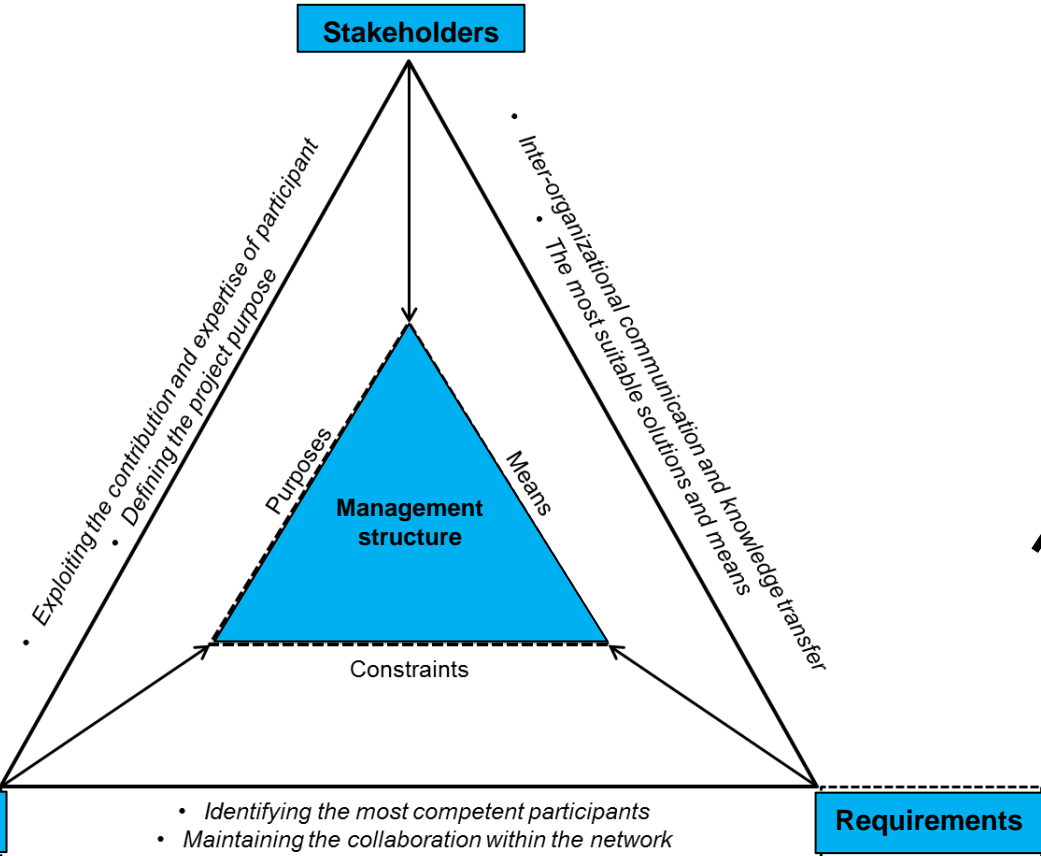 Stakeholders
• Exploiting the contribution and expertise of participant
• Defining the project purpose
• Inter-organizational communication and knowledge transfer
• The most suitable solutions and means
Purposes
Means
Management
structure
Constraints
• Identifying the most competent participants
• Maintaining the collaboration within the network
Requirements